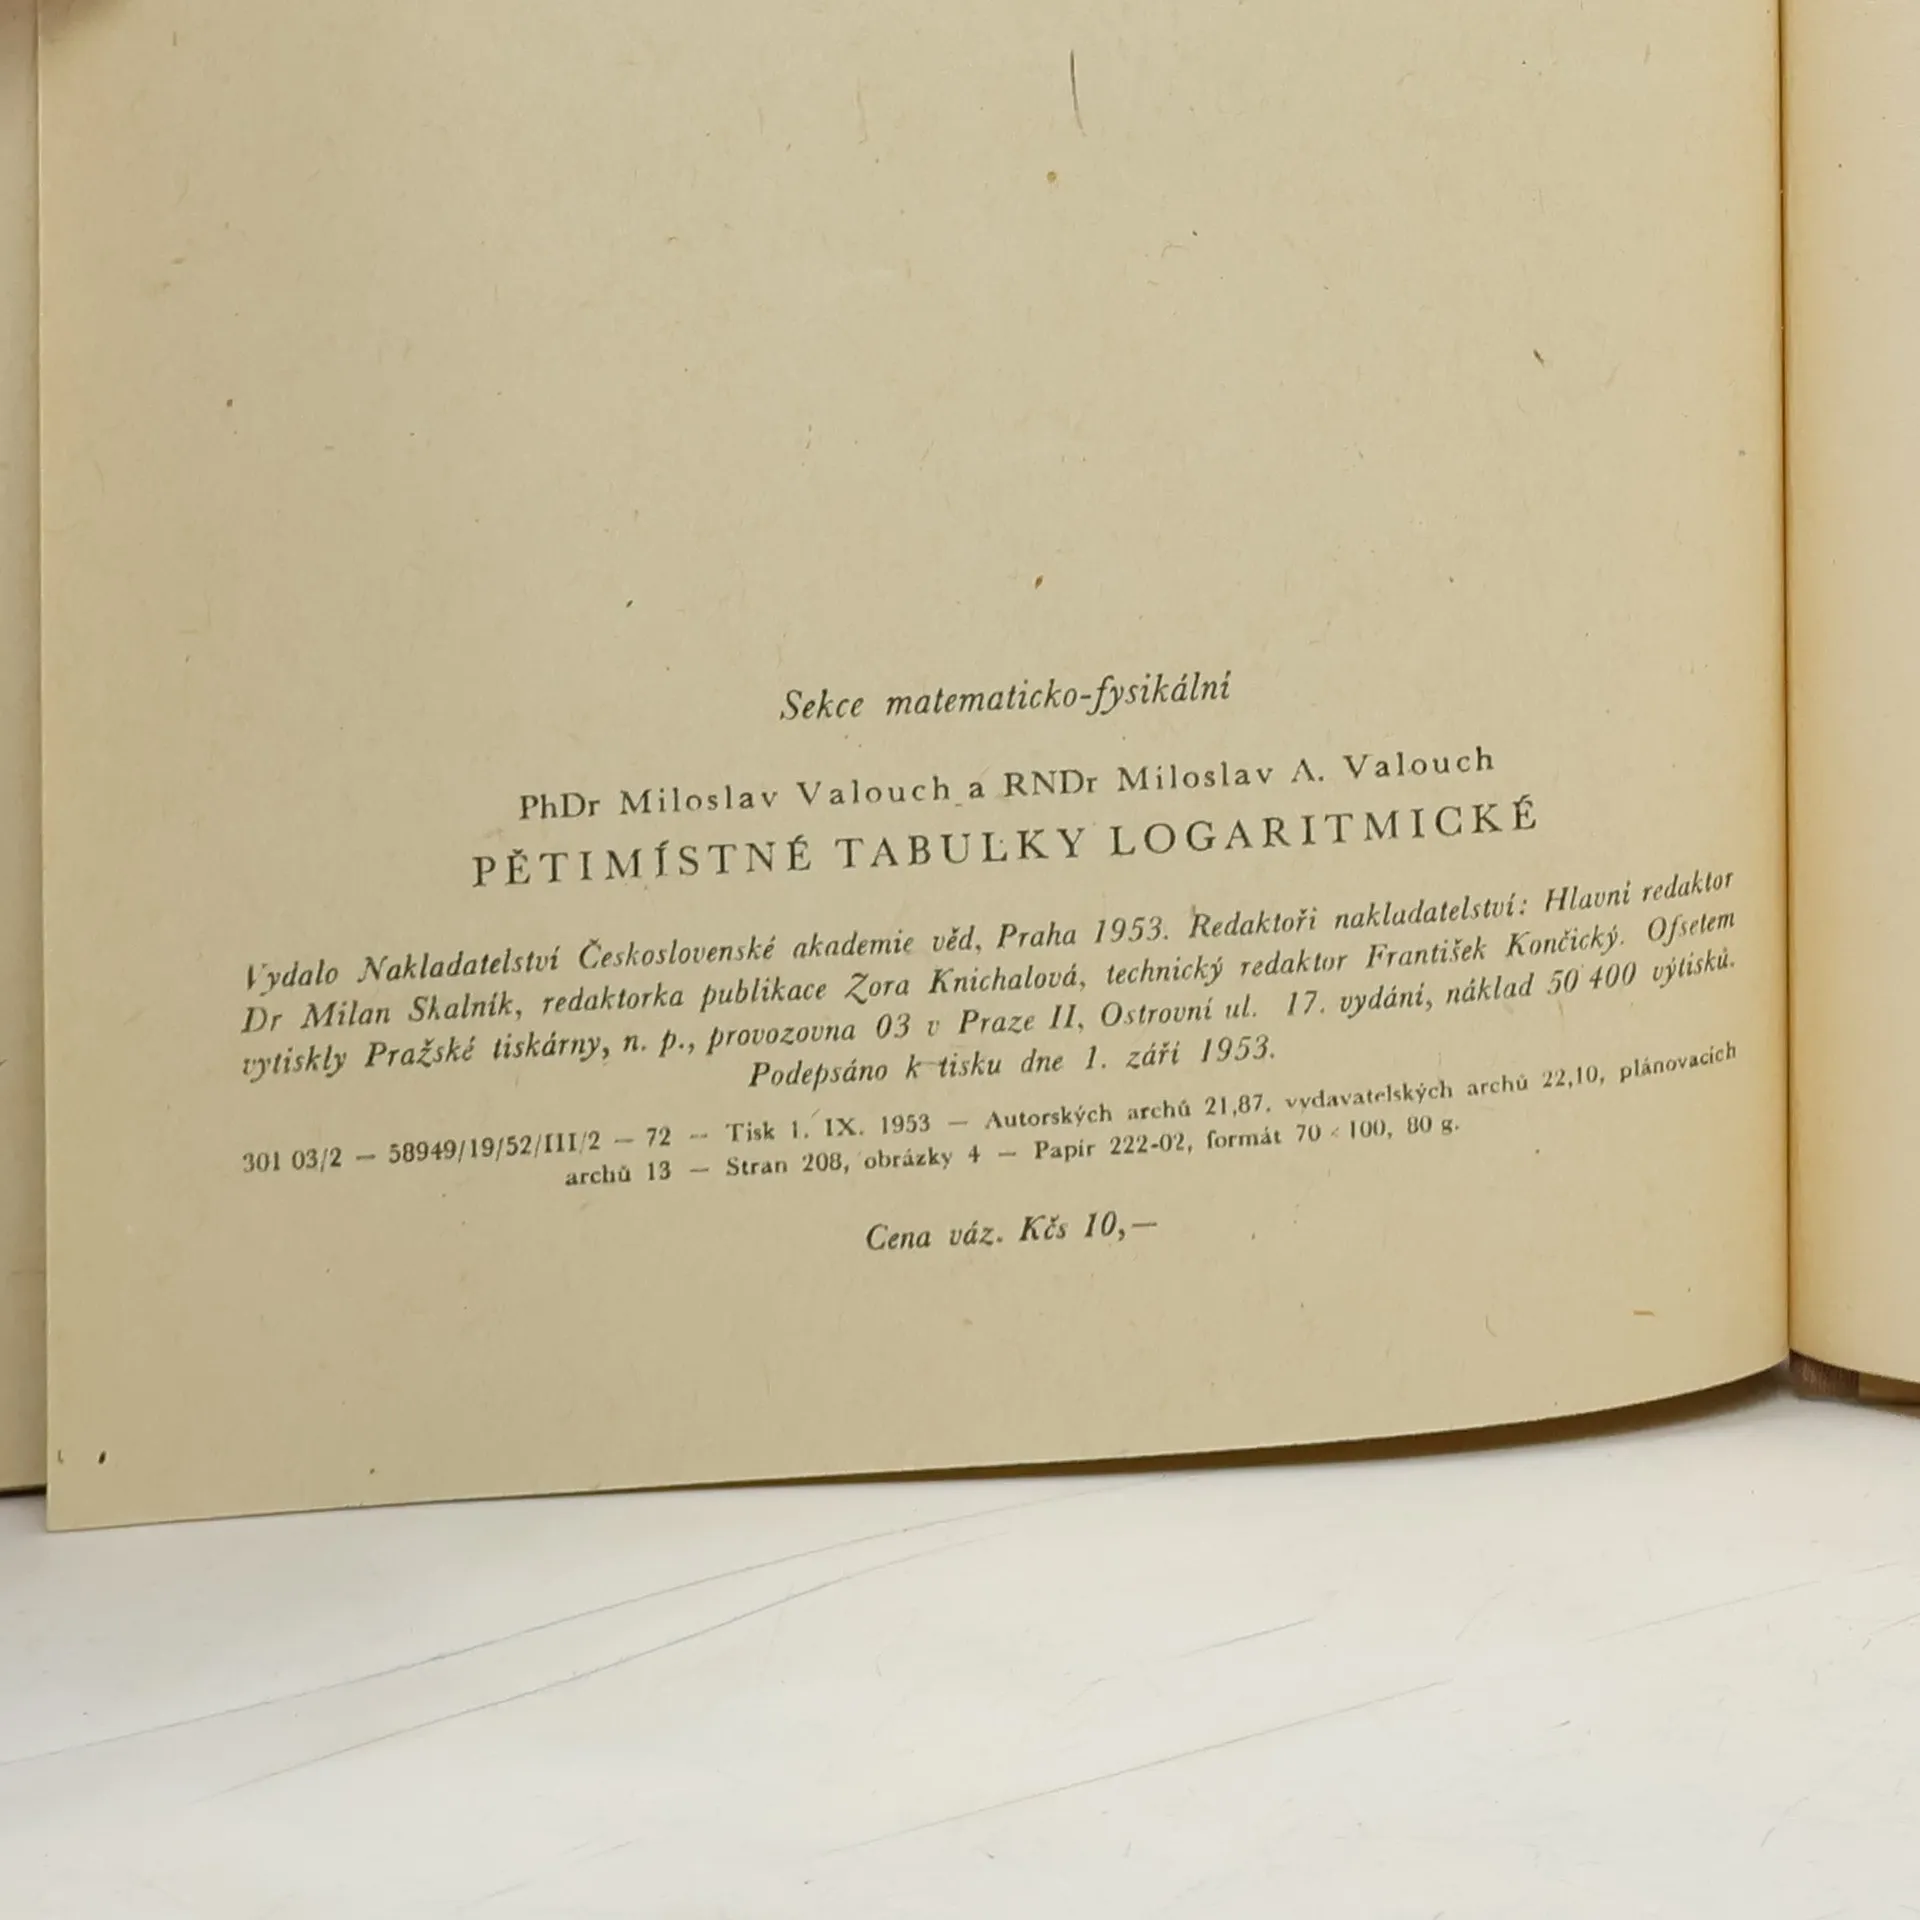 Sekce matematicko-fysikální
PhDr Miloslav Valouch a RNDr Miloslav A. Valouch
PĚTIMÍSTNÉ TABULKY LOGARITMICKÉ
Vydalo Nakladatelství Československé akademie věd, Praha 1953. Redaktoři nakladatelství: Hlavní redaktor
Dr Milan Skalník, redaktorka publikace Zora Knichalová, technický redaktor František Končický. Ofsetem
vytiskly Pražské tiskárny, n. p., provozovna 03 v Praze II, Ostrovní ul. 17. vydání, náklad 50 400 výtisků.
Podepsáno k tisku dne 1. září 1953.
301 03/2 — 58949/19/52/III/2 — 72 — Tisk 1. IX. 1953 — Autorských archů 21,87, vydavatelských archů 22,10, plánovacích
archů 13 — Stran 208, obrázky 4 — Papír 222-02, formát 70 × 100, 80 g.
Cena váz. Kčs 10,—